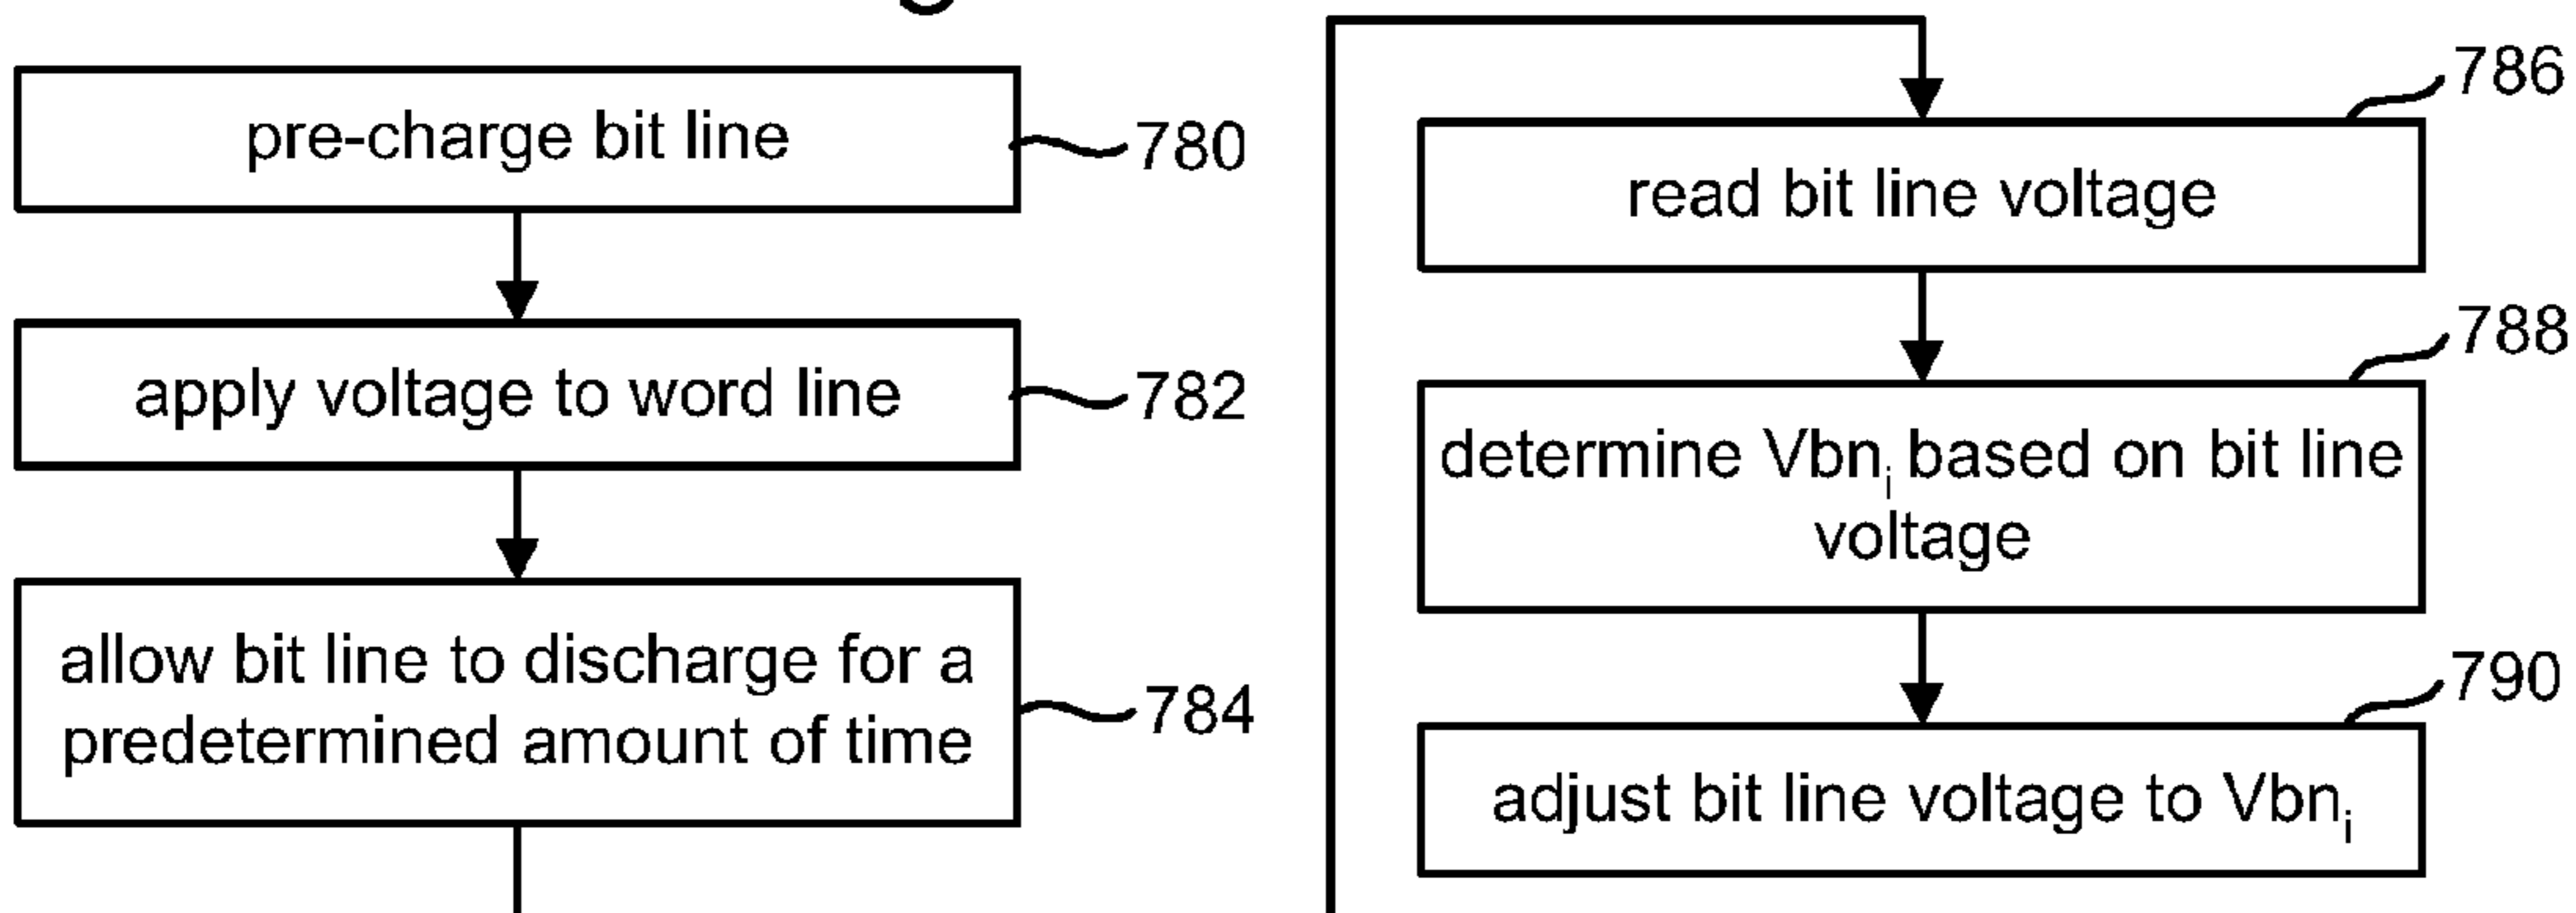 pre-charge bit line
780
apply voltage to word line
782
allow bit line to discharge for a
predetermined amount of time
784
786
read bit line voltage
788
determine Vbnᵢ based on bit line
voltage
790
adjust bit line voltage to Vbnᵢ